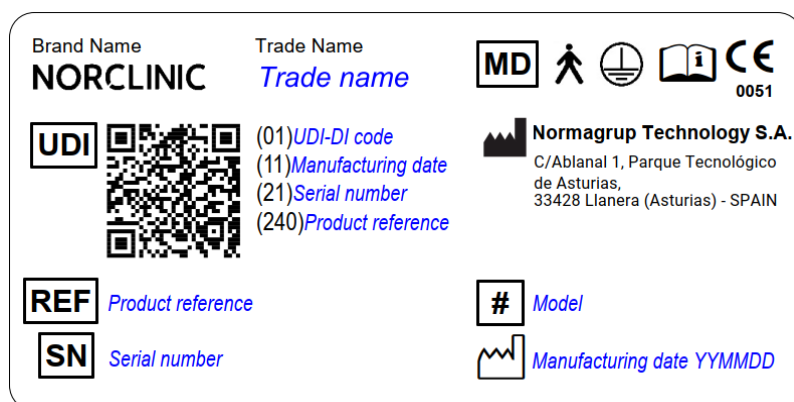 Brand Name
NORCLINIC
Trade Name
Trade name
MD
CE
0051
UDI
(01)UDI-DI code
(11)Manufacturing date
(21)Serial number
(240)Product reference
Normagrup Technology S.A.
C/Ablanal 1, Parque Tecnológico
de Asturias,
33428 Llanera (Asturias) - SPAIN
REF Product reference
# Model
SN Serial number
Manufacturing date YYMMDD